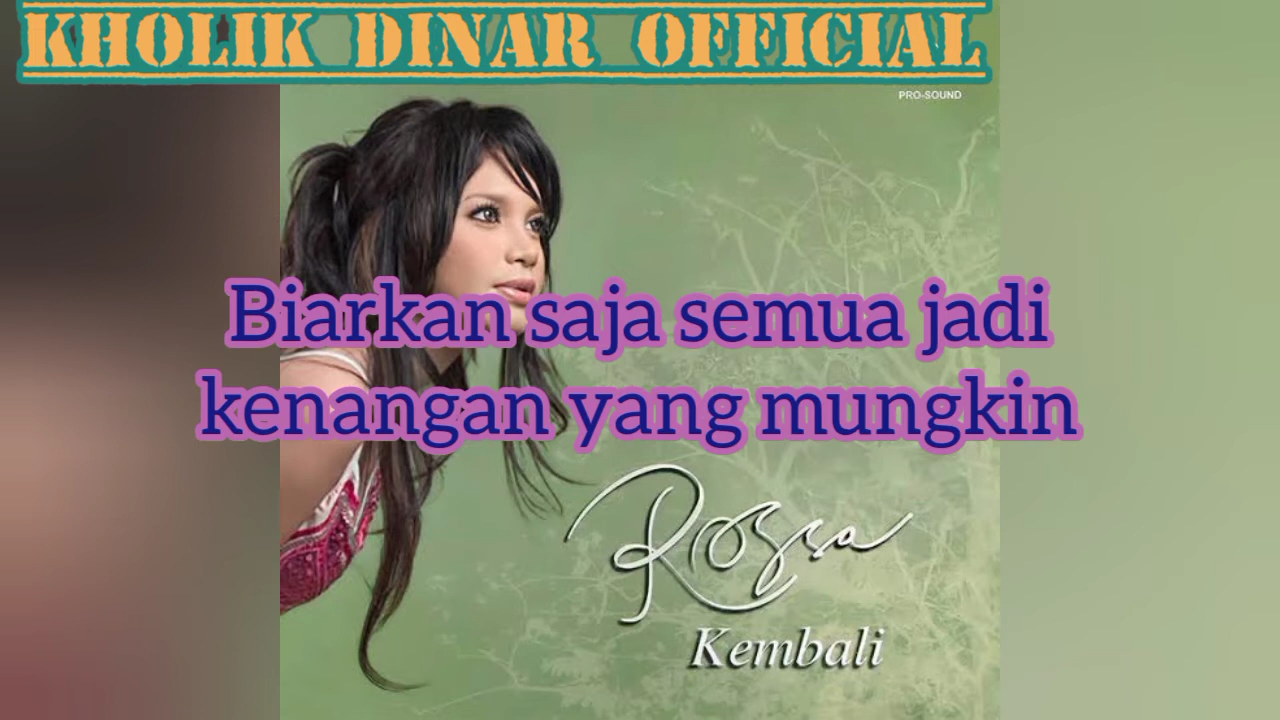 KHOLIK DINAR OFFICIAL
PRO-SOUND
Biarkan saja semua jadi
kenangan yang mungkin
Rossa
Kembali